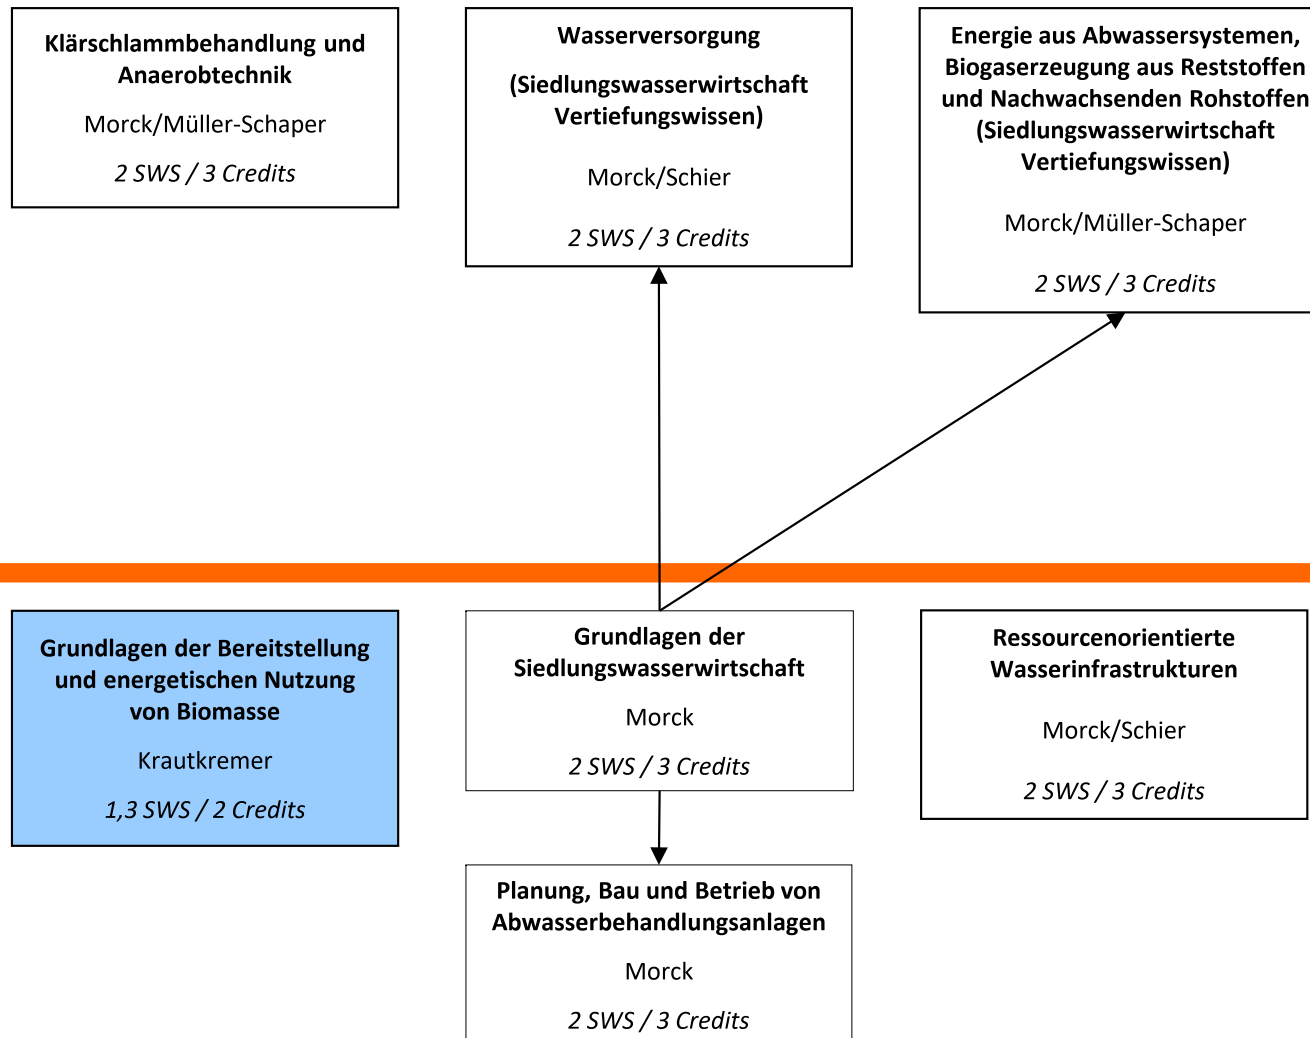 Klärschlammbehandlung und
Anaerobtechnik
Morck/Müller-Schaper
2 SWS / 3 Credits
Wasserversorgung
(Siedlungswasserwirtschaft
Vertiefungswissen)
Morck/Schier
2 SWS / 3 Credits
Energie aus Abwassersystemen,
Biogaserzeugung aus Reststoffen
und Nachwachsenden Rohstoffen
(Siedlungswasserwirtschaft
Vertiefungswissen)
Morck/Müller-Schaper
2 SWS / 3 Credits
Grundlagen der Bereitstellung
und energetischen Nutzung
von Biomasse
Krautkremer
1,3 SWS / 2 Credits
Grundlagen der
Siedlungswasserwirtschaft
Morck
2 SWS / 3 Credits
Ressourcenorientierte
Wasserinfrastrukturen
Morck/Schier
2 SWS / 3 Credits
Planung, Bau und Betrieb von
Abwasserbehandlungsanlagen
Morck
2 SWS / 3 Credits